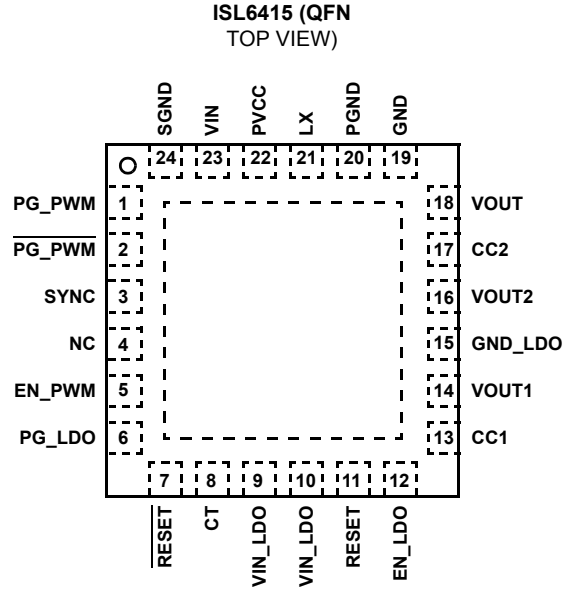 ISL6415 (QFN
TOP VIEW)
SGND VIN PVCC LX PGND GND
24 23 22 21 20 19
PG_PWM 1 18 VOUT
PG_PWM 2 17 CC2
SYNC 3 16 VOUT2
NC 4 15 GND_LDO
EN_PWM 5 14 VOUT1
PG_LDO 6 13 CC1
7 8 9 10 11 12
RESET CT VIN_LDO VIN_LDO RESET EN_LDO